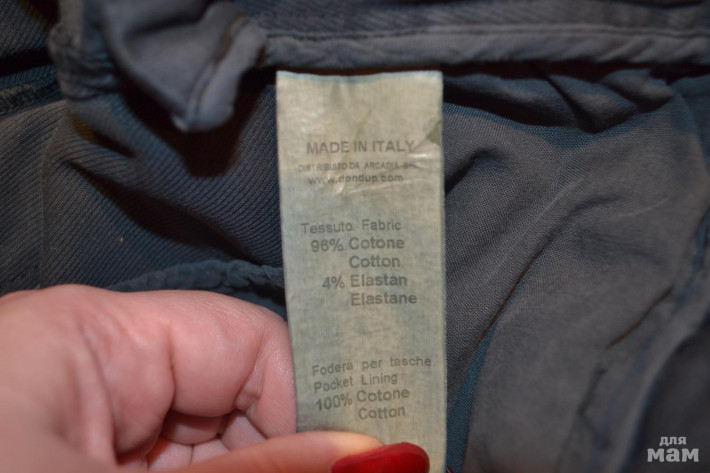 MADE IN ITALY
DISTRIBUITO DA ARCADIA SRL
www.dondup.com
Tessuto Fabric
96% Cotone
Cotton
4% Elastan
Elastane
Fodera per tasche
Pocket Lining
100% Cotone
Cotton
для
мам